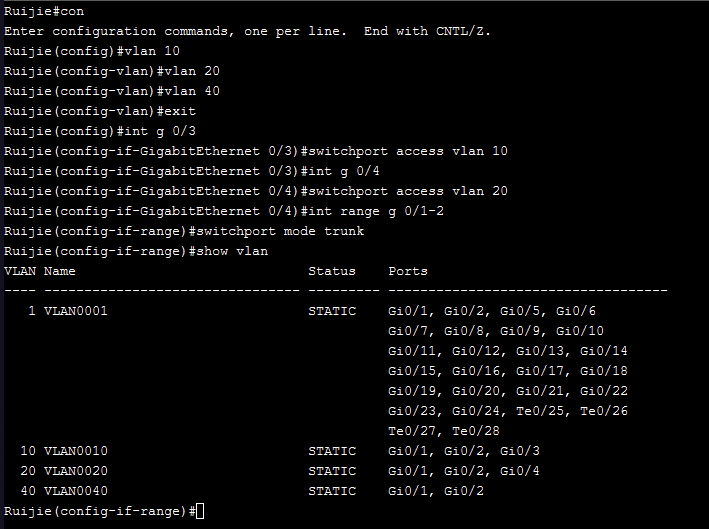 Ruijie#con
Enter configuration commands, one per line.  End with CNTL/Z.
Ruijie(config)#vlan 10
Ruijie(config-vlan)#vlan 20
Ruijie(config-vlan)#vlan 40
Ruijie(config-vlan)#exit
Ruijie(config)#int g 0/3
Ruijie(config-if-GigabitEthernet 0/3)#switchport access vlan 10
Ruijie(config-if-GigabitEthernet 0/3)#int g 0/4
Ruijie(config-if-GigabitEthernet 0/4)#switchport access vlan 20
Ruijie(config-if-GigabitEthernet 0/4)#int range g 0/1-2
Ruijie(config-if-range)#switchport mode trunk
Ruijie(config-if-range)#show vlan
VLAN Name                             Status    Ports
---- -------------------------------- --------- -----------------------------------
   1 VLAN0001                         STATIC    Gi0/1, Gi0/2, Gi0/5, Gi0/6
                                                Gi0/7, Gi0/8, Gi0/9, Gi0/10
                                                Gi0/11, Gi0/12, Gi0/13, Gi0/14
                                                Gi0/15, Gi0/16, Gi0/17, Gi0/18
                                                Gi0/19, Gi0/20, Gi0/21, Gi0/22
                                                Gi0/23, Gi0/24, Te0/25, Te0/26
                                                Te0/27, Te0/28
  10 VLAN0010                         STATIC    Gi0/1, Gi0/2, Gi0/3
  20 VLAN0020                         STATIC    Gi0/1, Gi0/2, Gi0/4
  40 VLAN0040                         STATIC    Gi0/1, Gi0/2
Ruijie(config-if-range)#